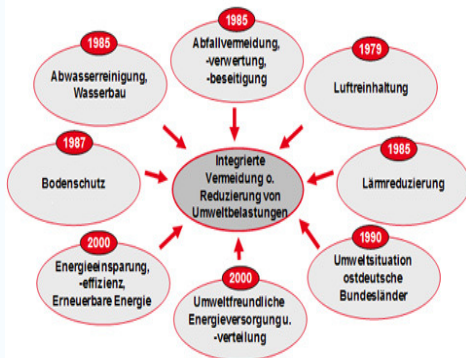 1985
Abwasserreinigung,
Wasserbau
1985
Abfallvermeidung,
-verwertung,
-beseitigung
1979
Luftreinhaltung
1987
Bodenschutz
Integrierte
Vermeidung o.
Reduzierung von
Umweltbelastungen
1985
Lärmreduzierung
2000
Energieeinsparung,
-effizienz,
Erneuerbare Energie
2000
Umweltfreundliche
Energieversorgung u.
-verteilung
1990
Umweltsituation
ostdeutsche
Bundesländer